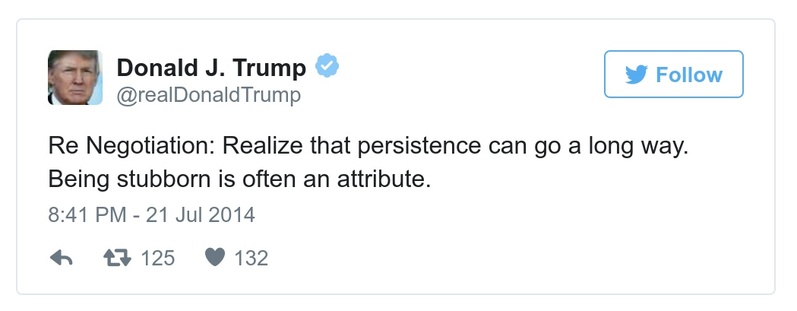 Donald J. Trump
@realDonaldTrump
Follow
Re Negotiation: Realize that persistence can go a long way.
Being stubborn is often an attribute.
8:41 PM - 21 Jul 2014
125 132